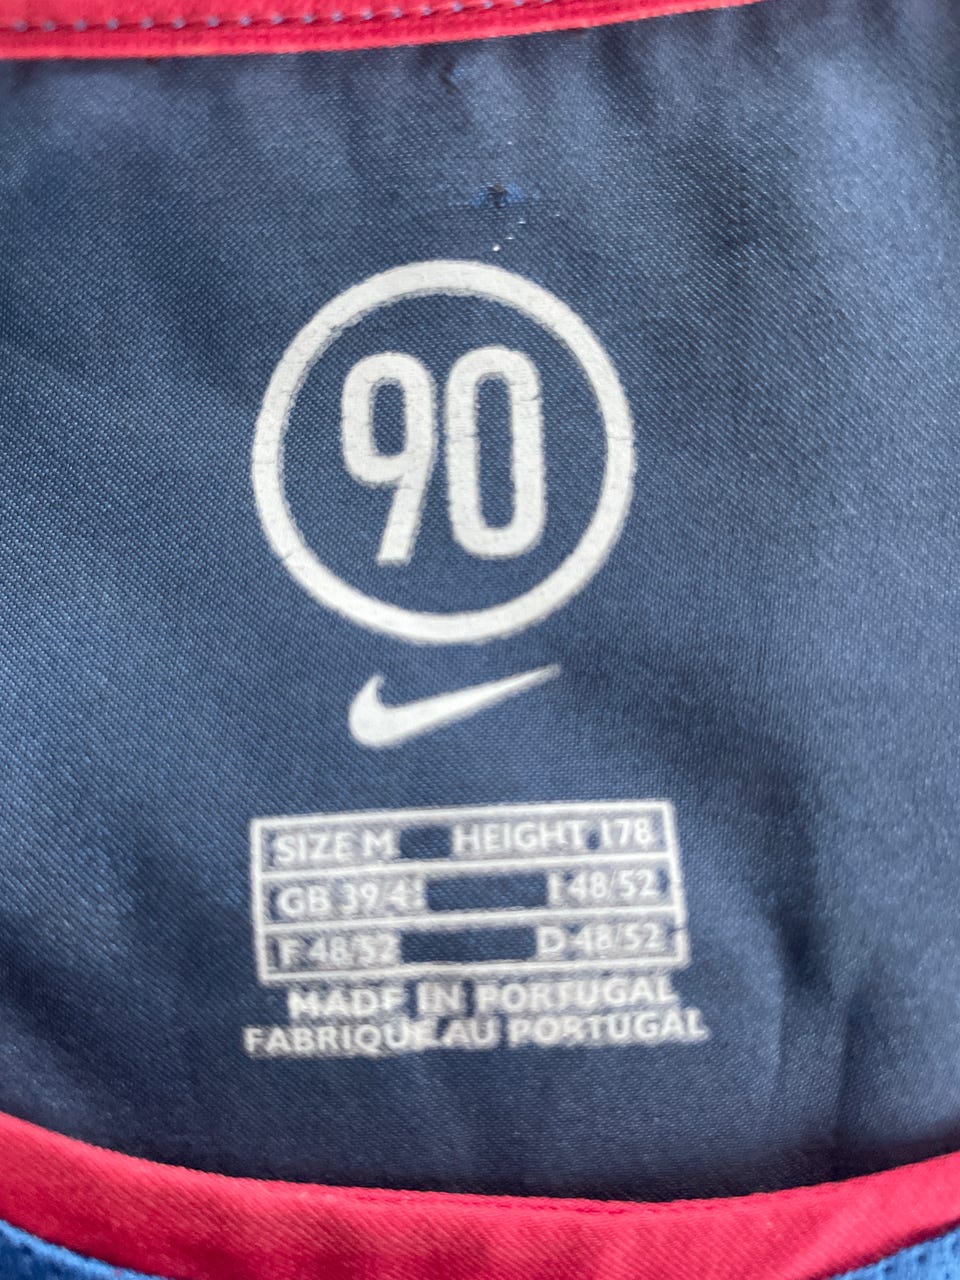 90
SIZE M HEIGHT 178
GB 39/4 I 48/52
F 48/52 D 48/52
MADE IN PORTUGAL
FABRIQUE AU PORTUGAL